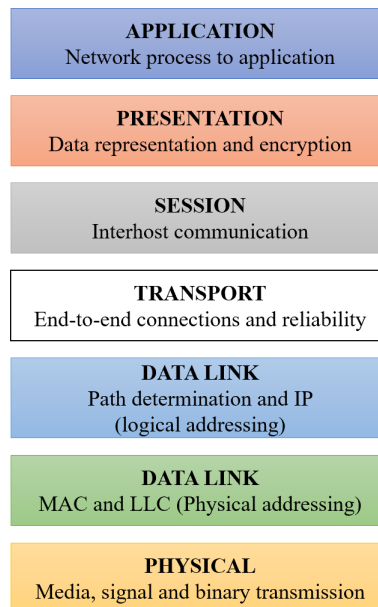 APPLICATION
Network process to application
PRESENTATION
Data representation and encryption
SESSION
Interhost communication
TRANSPORT
End-to-end connections and reliability
DATA LINK
Path determination and IP
(logical addressing)
DATA LINK
MAC and LLC (Physical addressing)
PHYSICAL
Media, signal and binary transmission